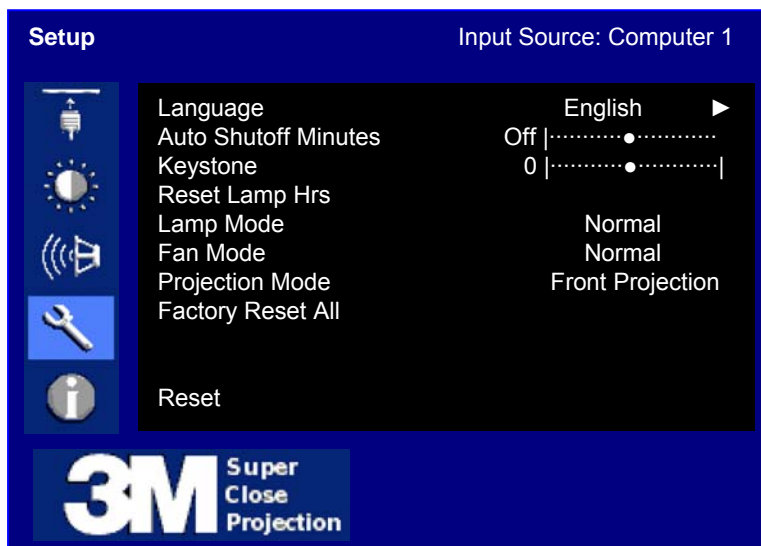 Setup Input Source: Computer 1
Language English ►
Auto Shutoff Minutes Off |···········●············
Keystone 0 |···········●············|
Reset Lamp Hrs
Lamp Mode Normal
Fan Mode Normal
Projection Mode Front Projection
Factory Reset All
Reset
3M Super
Close
Projection